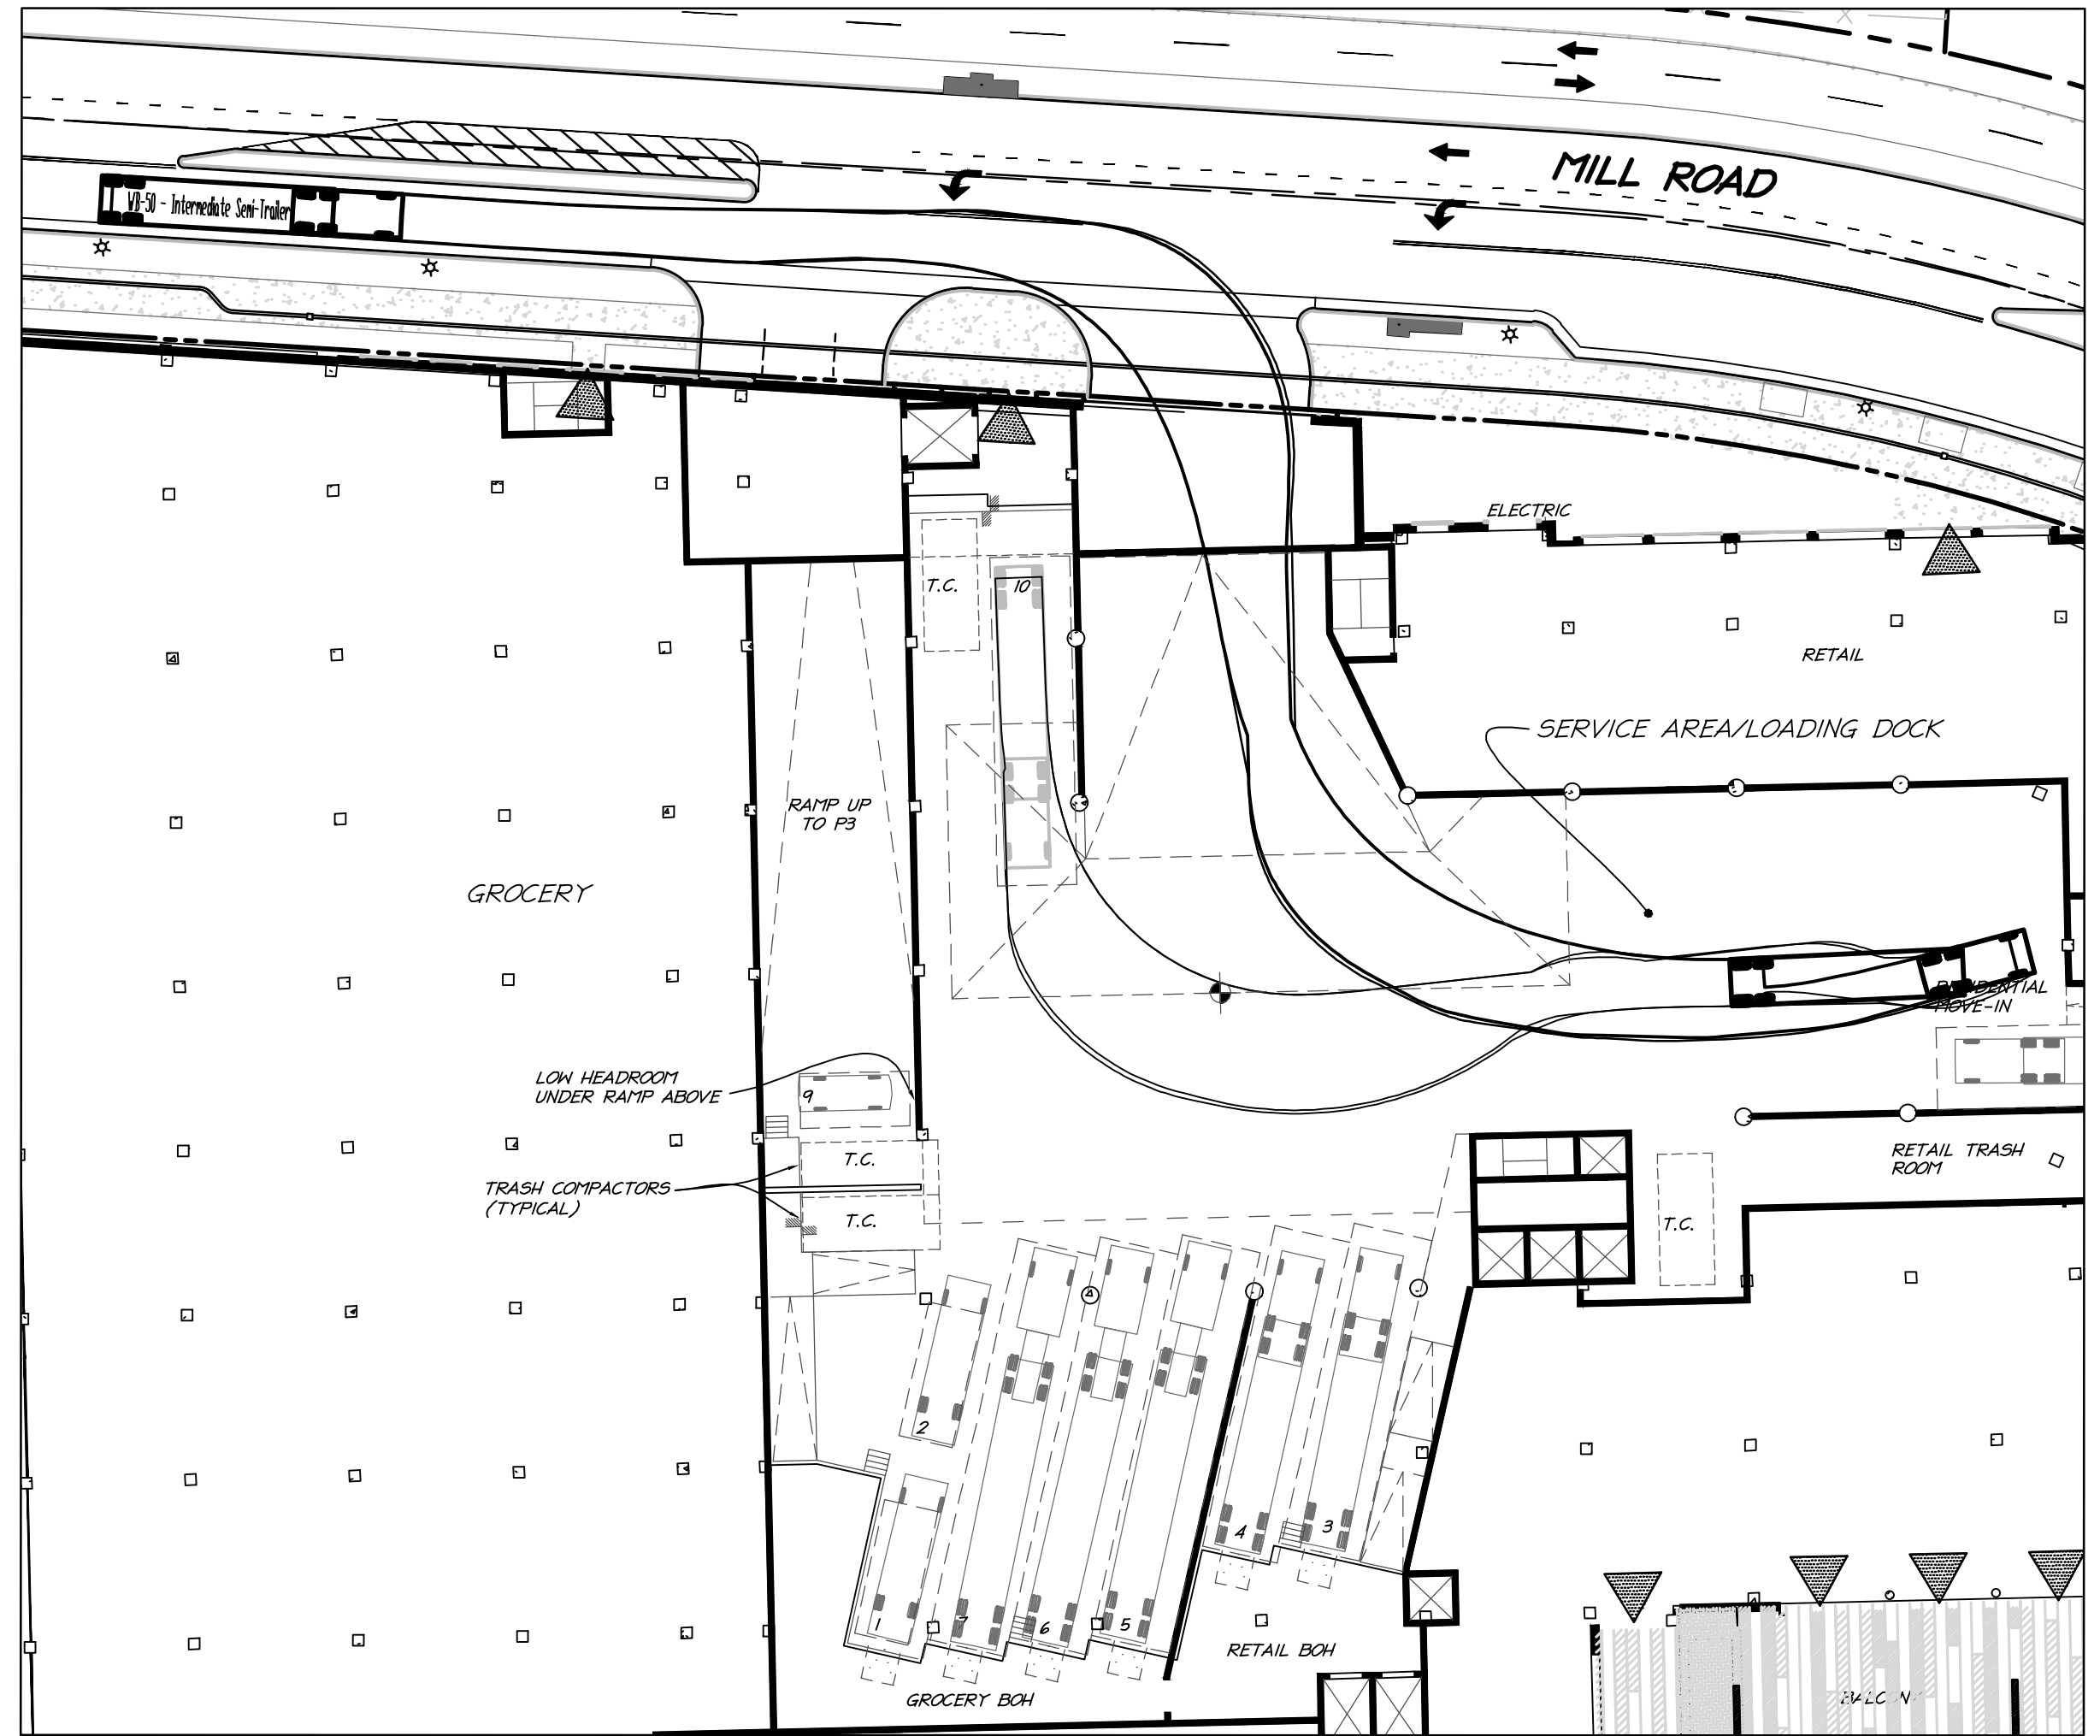 MILL ROAD
WB-50 - Intermediate Semi-Trailer
ELECTRIC
T.C.
10
RETAIL
SERVICE AREA/LOADING DOCK
RAMP UP
TO P3
GROCERY
RESIDENTIAL
MOVE-IN
LOW HEADROOM
UNDER RAMP ABOVE
9
T.C.
RETAIL TRASH
ROOM
TRASH COMPACTORS
(TYPICAL)
T.C.
T.C.
2
4
3
1
7
6
5
RETAIL BOH
GROCERY BOH
BALCONY